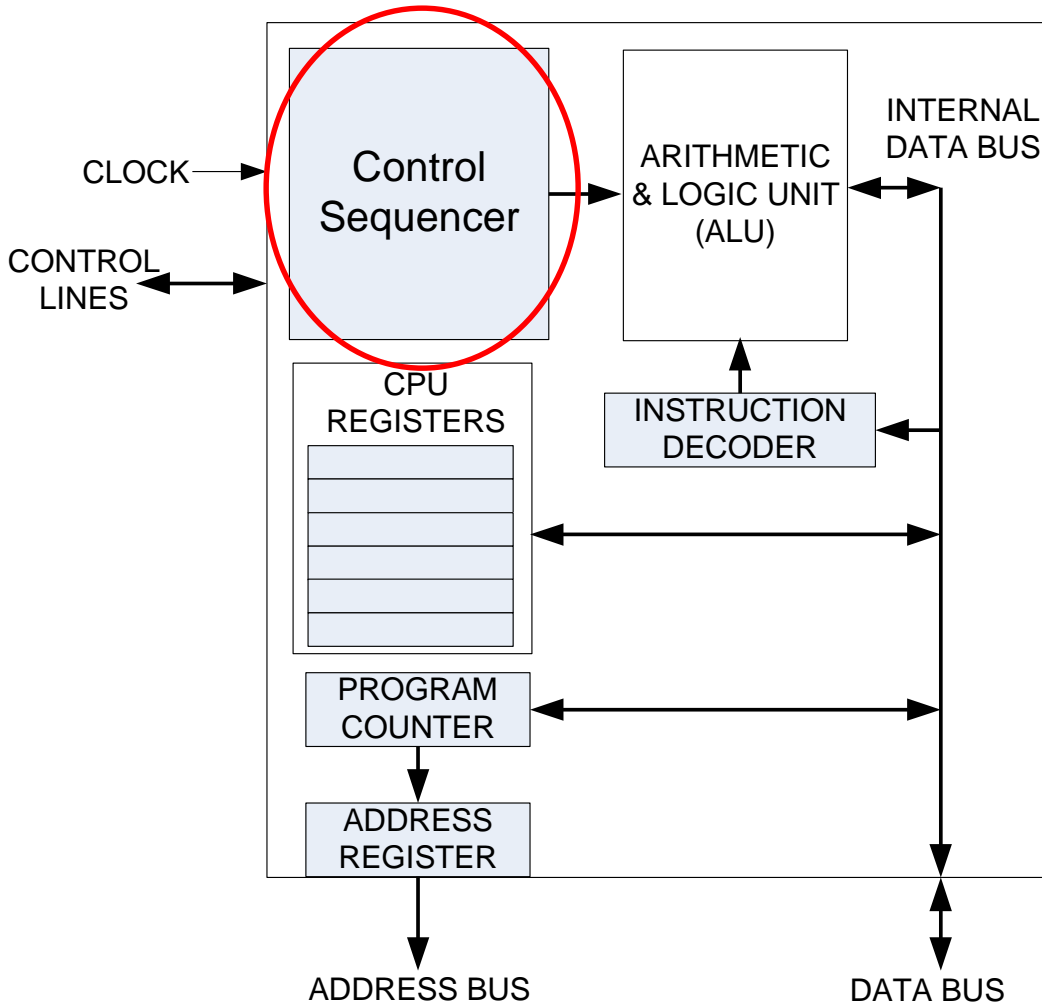 Control
Sequencer
ARITHMETIC
& LOGIC UNIT
(ALU)
INTERNAL
DATA BUS
CLOCK
CONTROL
LINES
CPU
REGISTERS
INSTRUCTION
DECODER
PROGRAM
COUNTER
ADDRESS
REGISTER
ADDRESS BUS
DATA BUS